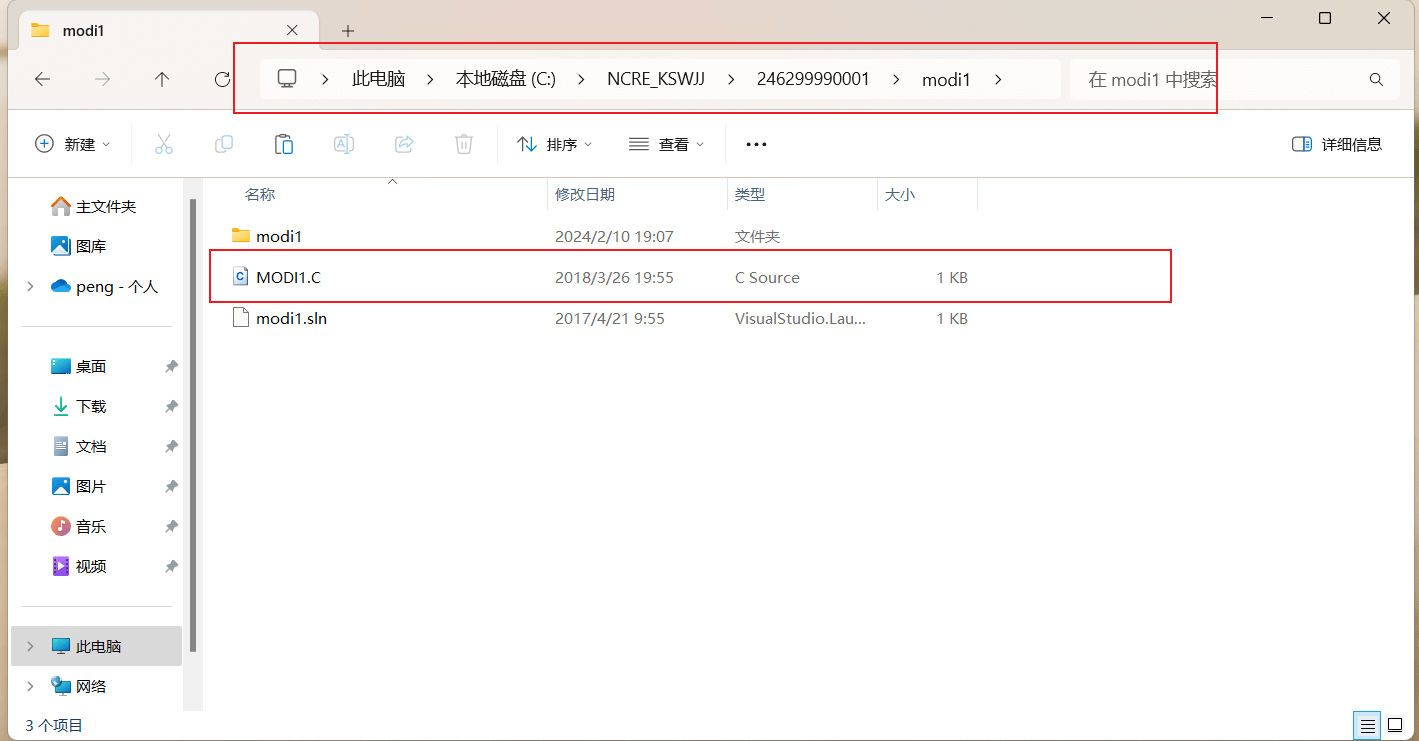 modi1
此电脑 本地磁盘 (C:) NCRE_KSWJJ 246299990001 modi1 在 modi1 中搜索
新建 排序 查看 详细信息
名称 修改日期 类型 大小
主文件夹
图库
peng - 个人
桌面
下载
文档
图片
音乐
视频
此电脑
网络
modi1 2024/2/10 19:07 文件夹
MODI1.C 2018/3/26 19:55 C Source 1 KB
modi1.sln 2017/4/21 9:55 VisualStudio.Lau... 1 KB
3 个项目